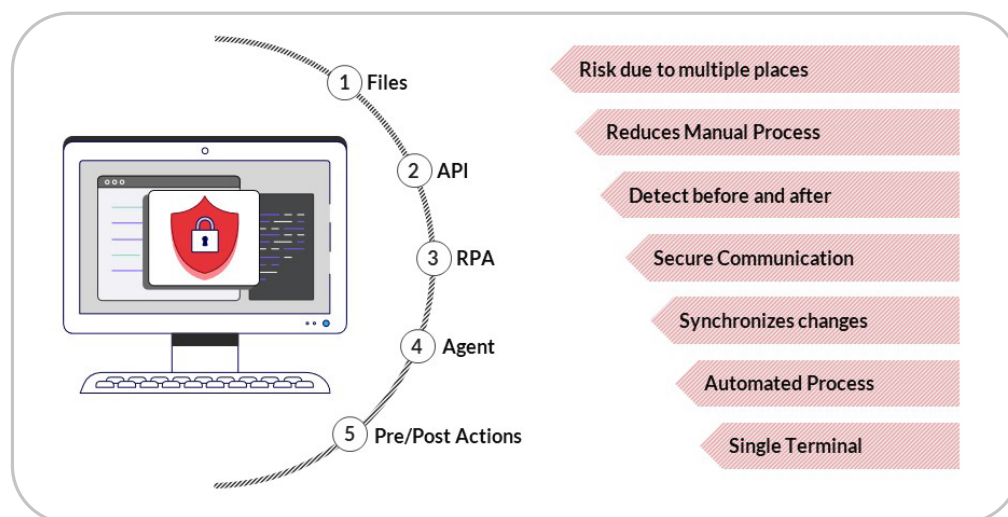 1 Files
2 API
3 RPA
4 Agent
5 Pre/Post Actions
Risk due to multiple places
Reduces Manual Process
Detect before and after
Secure Communication
Synchronizes changes
Automated Process
Single Terminal